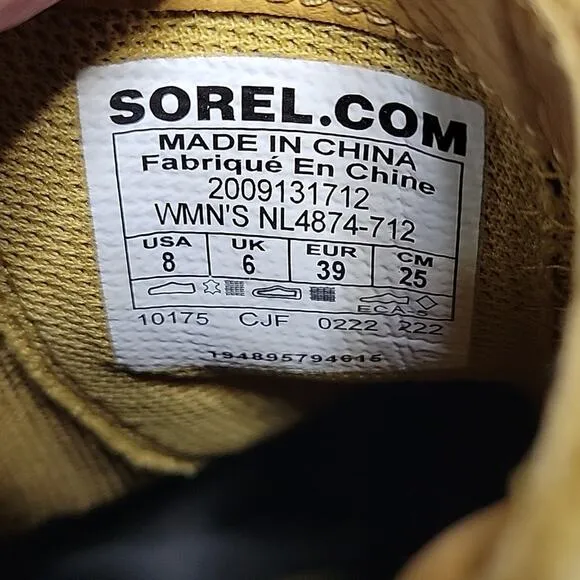 SOREL.COM
MADE IN CHINA
Fabriqué En Chine
2009131712
WMN'S NL4874-712
USA UK EUR CM
8 6 39 25
ECA-S
10175 CJF 0222 222
194895794615